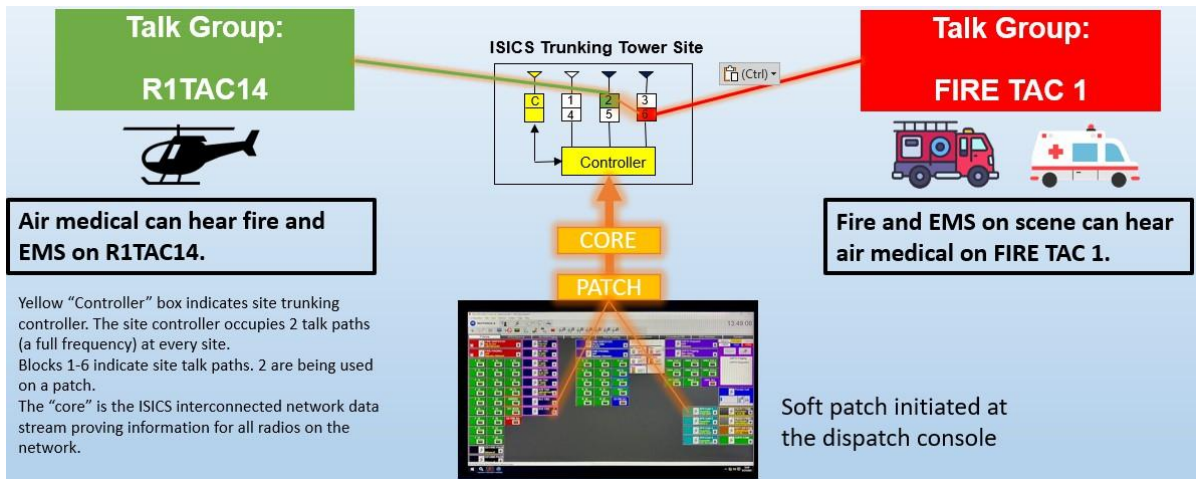 Talk Group:
R1TAC14
ISICS Trunking Tower Site
C
1
2
3
4
5
6
Controller
(Ctrl)
Talk Group:
FIRE TAC 1
Air medical can hear fire and
EMS on R1TAC14.
Fire and EMS on scene can hear
air medical on FIRE TAC 1.
CORE
PATCH
Yellow “Controller” box indicates site trunking
controller. The site controller occupies 2 talk paths
(a full frequency) at every site.
Blocks 1-6 indicate site talk paths. 2 are being used
on a patch.
The “core” is the ISICS interconnected network data
stream proving information for all radios on the
network.
13:48:00
Soft patch initiated at
the dispatch console